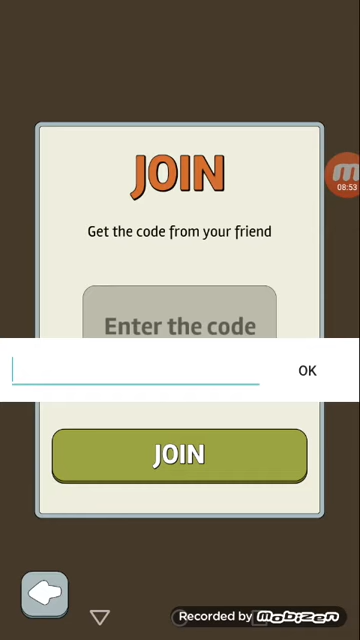 JOIN
Get the code from your friend
08:53
Enter the code
OK
JOIN
Recorded by Mobizen